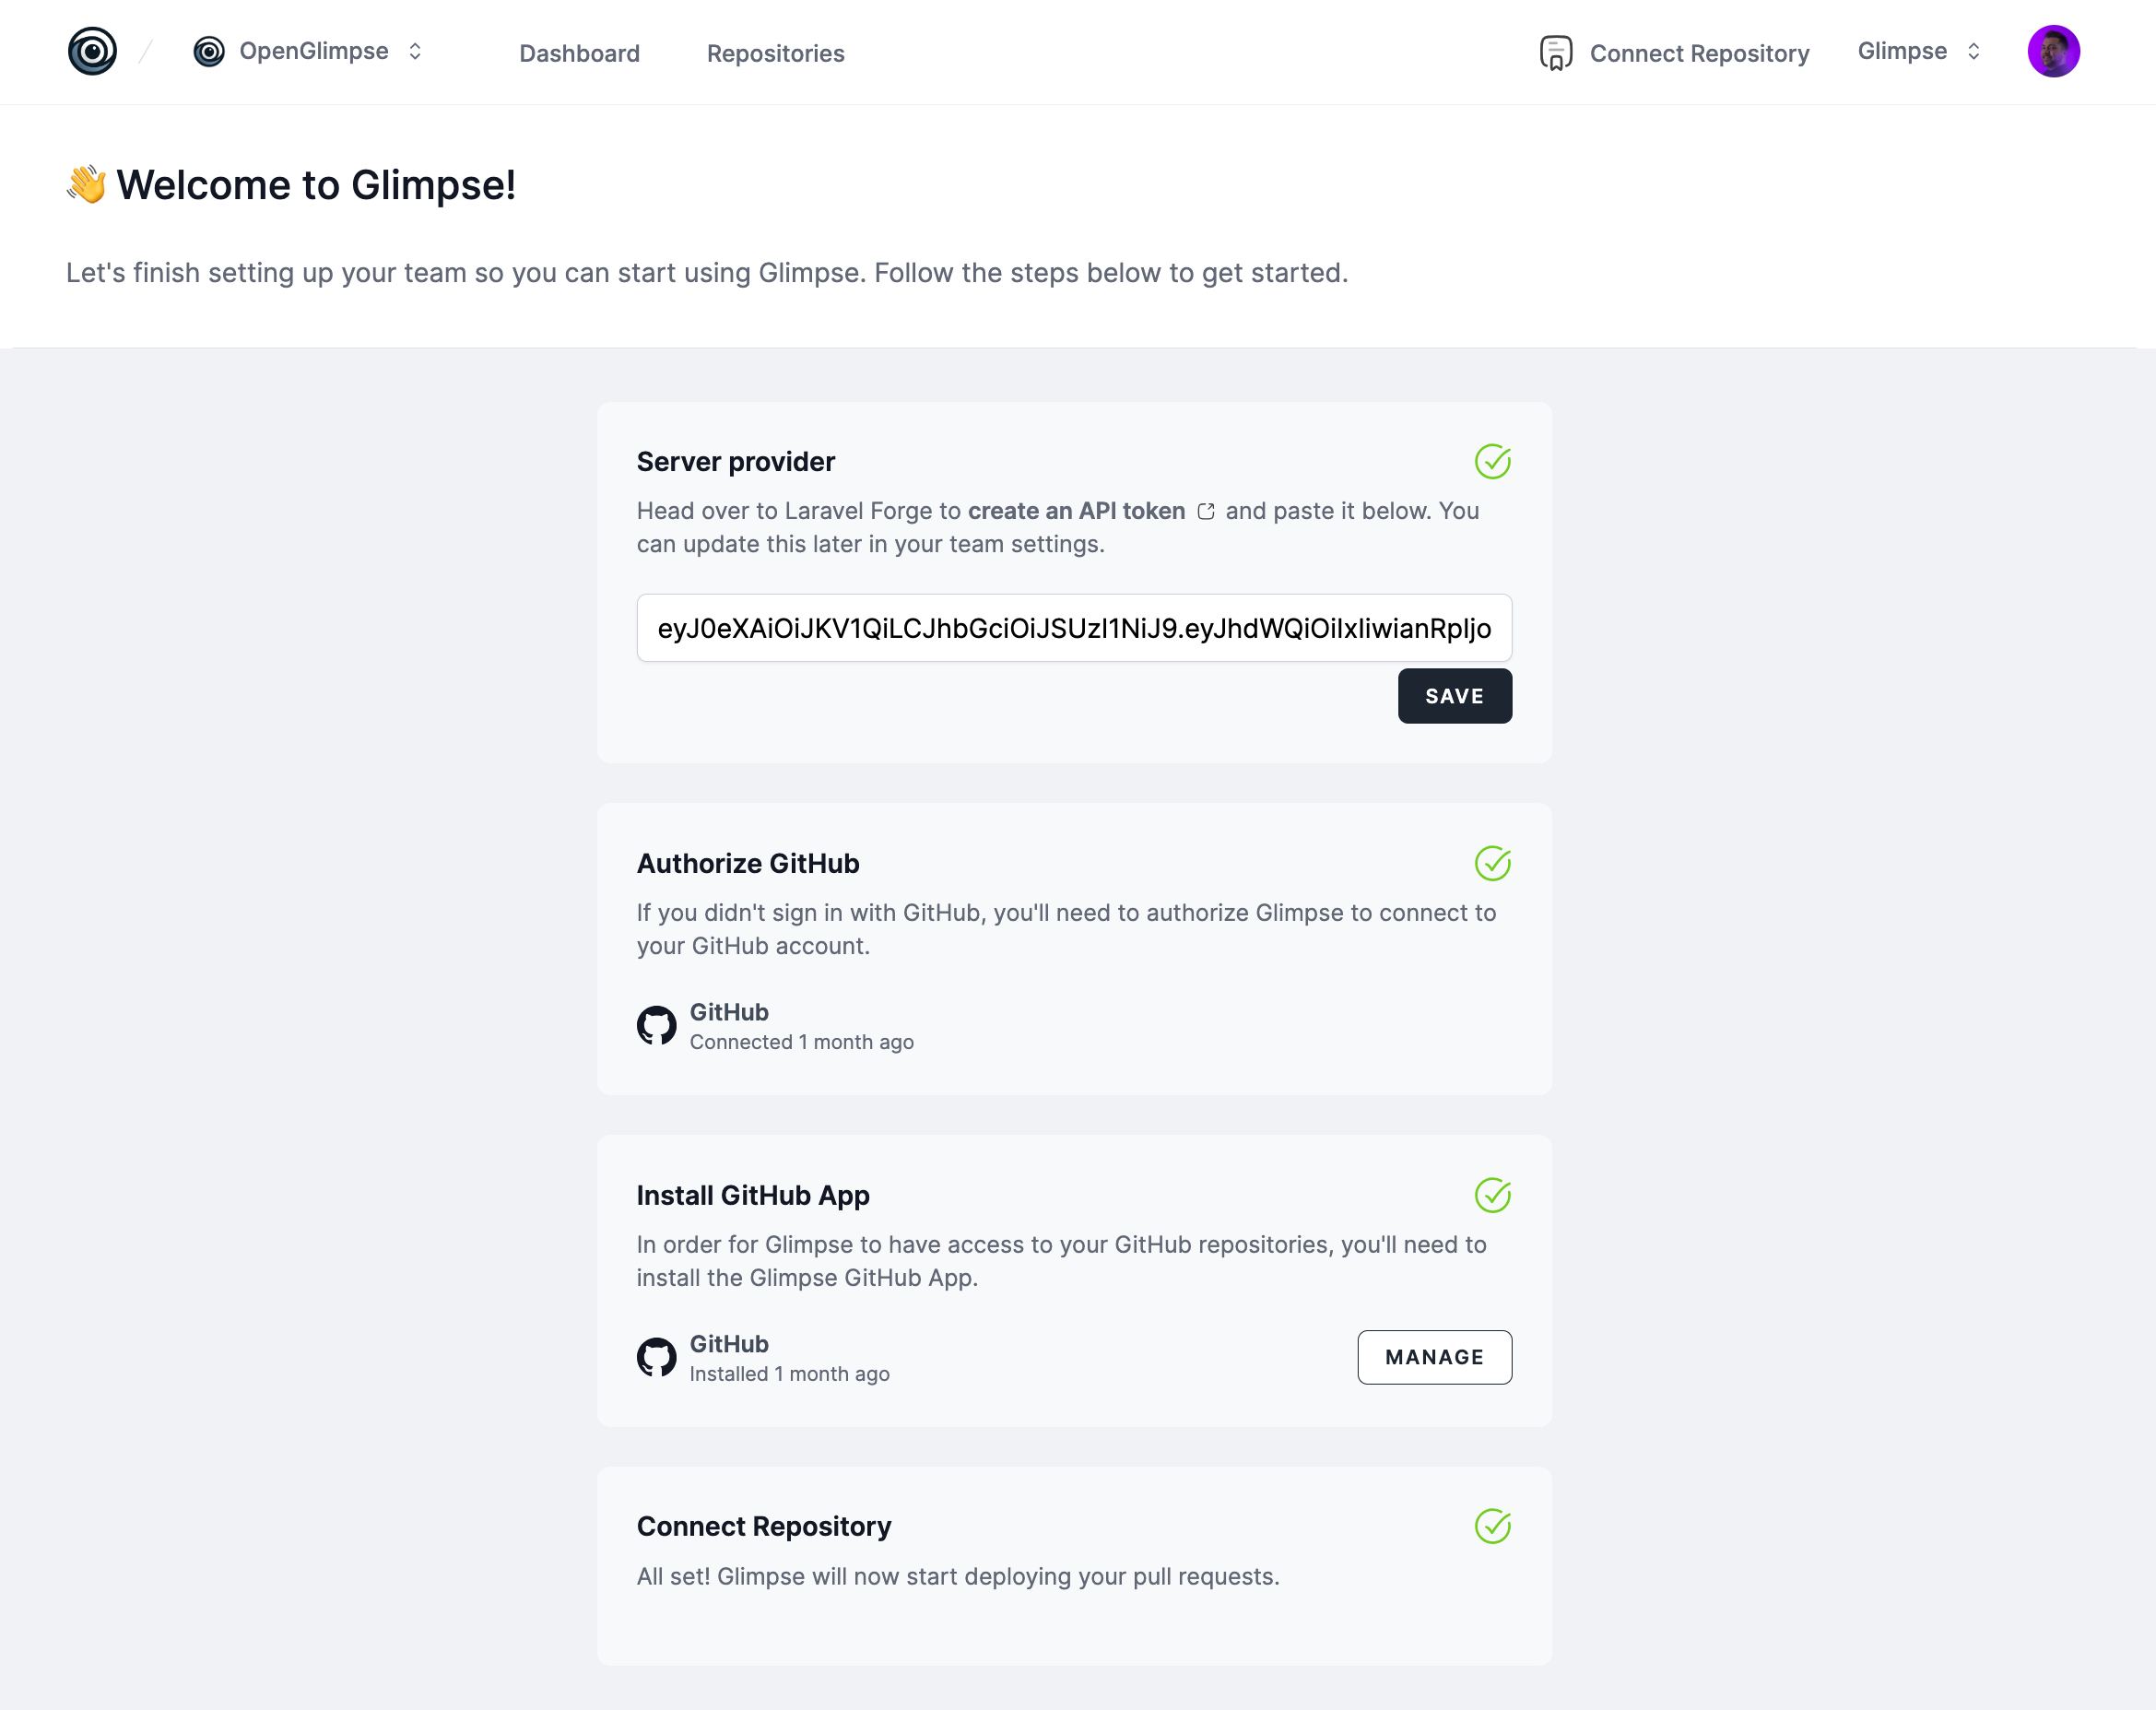 OpenGlimpse
Dashboard
Repositories
Connect Repository
Glimpse
👋 Welcome to Glimpse!
Let's finish setting up your team so you can start using Glimpse. Follow the steps below to get started.
Server provider
Head over to Laravel Forge to create an API token and paste it below. You
can update this later in your team settings.
eyJ0eXAiOiJKV1QiLCJhbGciOiJSUzI1NiJ9.eyJhdWQiOiIxIiwianRpIjo
SAVE
Authorize GitHub
If you didn't sign in with GitHub, you'll need to authorize Glimpse to connect to
your GitHub account.
GitHub
Connected 1 month ago
Install GitHub App
In order for Glimpse to have access to your GitHub repositories, you'll need to
install the Glimpse GitHub App.
GitHub
Installed 1 month ago
MANAGE
Connect Repository
All set! Glimpse will now start deploying your pull requests.